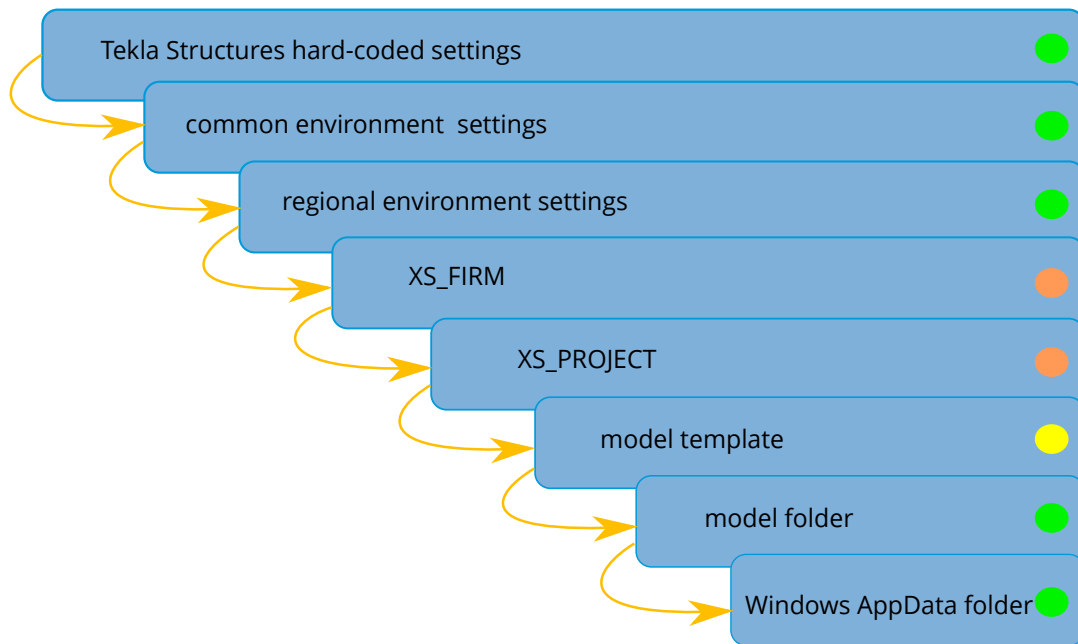 Tekla Structures hard-coded settings
common environment  settings
regional environment settings
XS_FIRM
XS_PROJECT
model template
model folder
Windows AppData folder